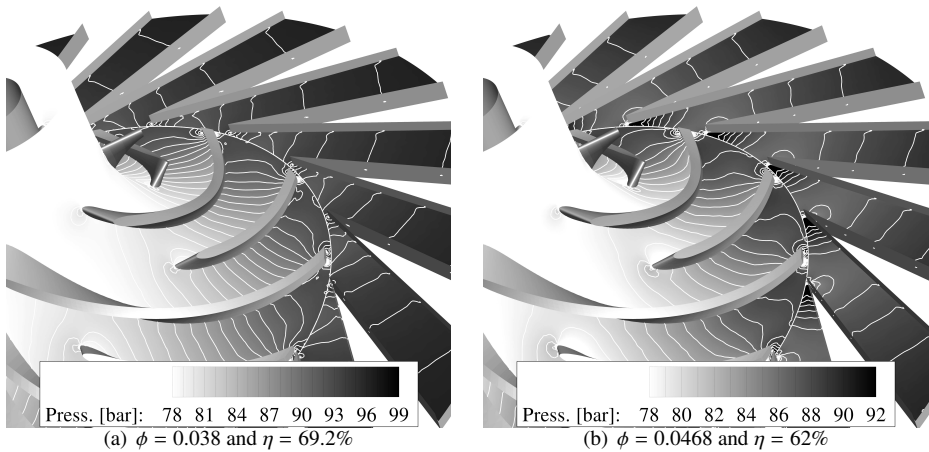 Press. [bar]: 78 81 84 87 90 93 96 99
(a) ϕ = 0.038 and η = 69.2%
Press. [bar]: 78 80 82 84 86 88 90 92
(b) ϕ = 0.0468 and η = 62%